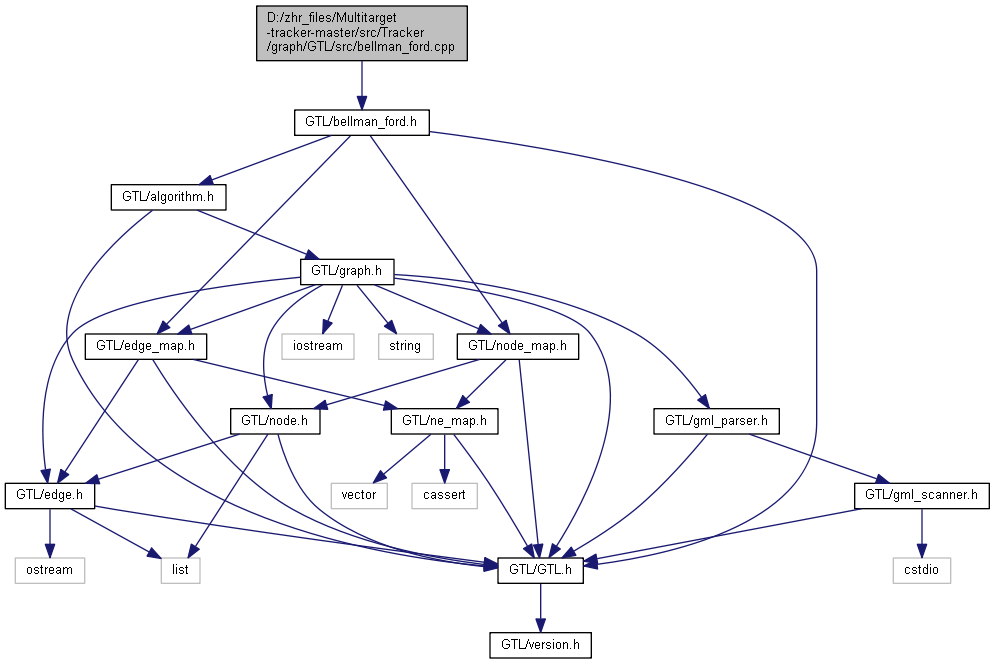 D:/zhr_files/Multitarget
-tracker-master/src/Tracker
/graph/GTL/src/bellman_ford.cpp
GTL/bellman_ford.h
GTL/algorithm.h
GTL/graph.h
GTL/edge_map.h
iostream
string
GTL/node_map.h
GTL/node.h
GTL/ne_map.h
GTL/gml_parser.h
GTL/edge.h
vector
cassert
GTL/gml_scanner.h
ostream
list
GTL/GTL.h
cstdio
GTL/version.h